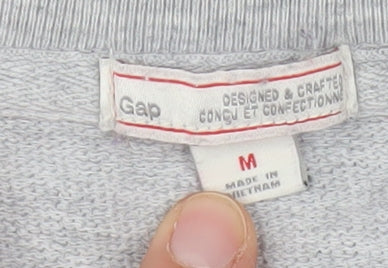 Gap
DESIGNED & CRAFTED
CONÇU ET CONFECTIONNÉ
M
MADE IN
VIETNAM